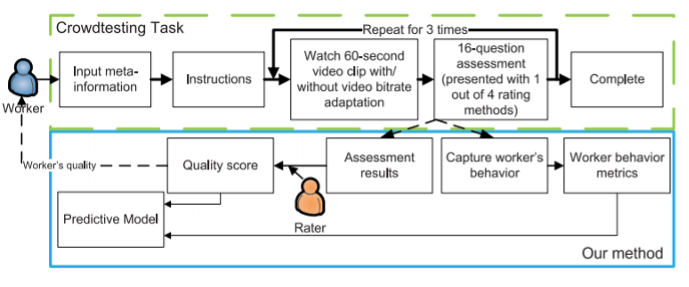 Crowdtesting Task
Repeat for 3 times
Worker
Input meta-
information
Instructions
Watch 60-second
video clip with/
without video bitrate
adaptation
16-question
assessment
(presented with 1
out of 4 rating
methods)
Complete
Worker's quality
Quality score
Assessment
results
Capture worker's
behavior
Worker behavior
metrics
Predictive Model
Rater
Our method